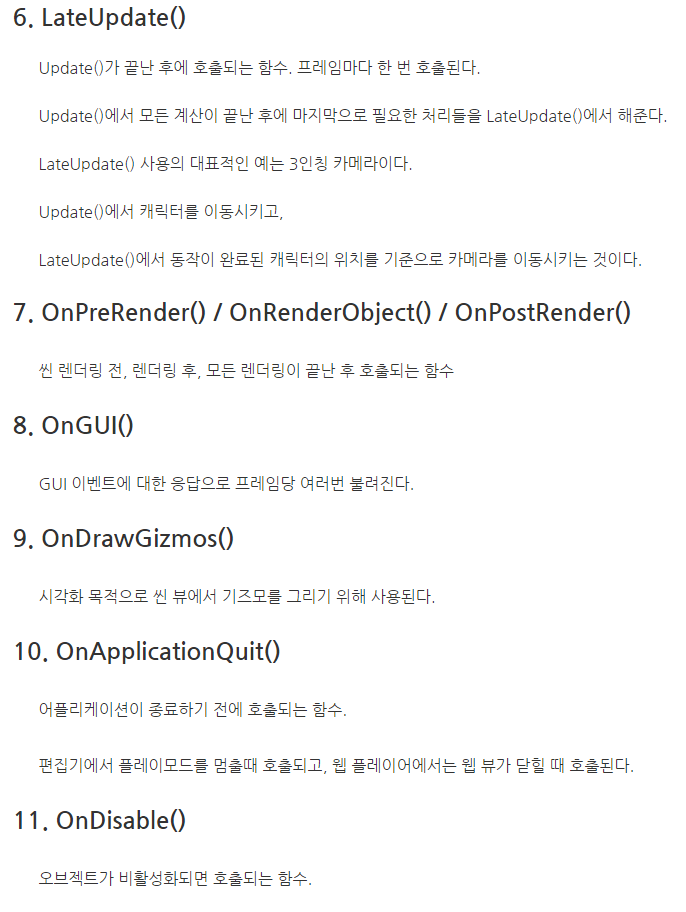 6. LateUpdate()
Update()가 끝난 후에 호출되는 함수. 프레임마다 한 번 호출된다.
Update()에서 모든 계산이 끝난 후에 마지막으로 필요한 처리들을 LateUpdate()에서 해준다.
LateUpdate() 사용의 대표적인 예는 3인칭 카메라이다.
Update()에서 캐릭터를 이동시키고,
LateUpdate()에서 동작이 완료된 캐릭터의 위치를 기준으로 카메라를 이동시키는 것이다.
7. OnPreRender() / OnRenderObject() / OnPostRender()
씬 렌더링 전, 렌더링 후, 모든 렌더링이 끝난 후 호출되는 함수
8. OnGUI()
GUI 이벤트에 대한 응답으로 프레임당 여러번 불려진다.
9. OnDrawGizmos()
시각화 목적으로 씬 뷰에서 기즈모를 그리기 위해 사용된다.
10. OnApplicationQuit()
어플리케이션이 종료하기 전에 호출되는 함수.
편집기에서 플레이모드를 멈출때 호출되고, 웹 플레이어에서는 웹 뷰가 닫힐 때 호출된다.
11. OnDisable()
오브젝트가 비활성화되면 호출되는 함수.